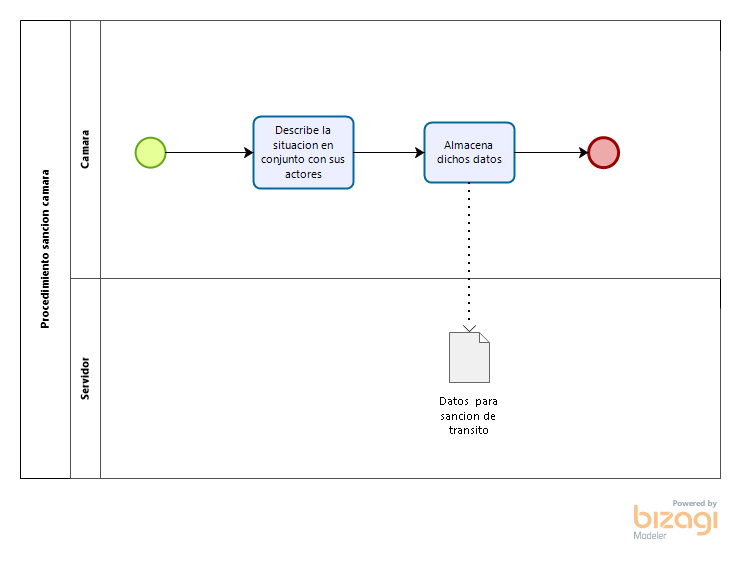 Procedimiento sancion camara
Camara
Describe la
situacion en
conjunto con sus
actores
Almacena
dichos datos
Servidor
Datos para
sancion de
transito
Powered by
bizagi
Modeler